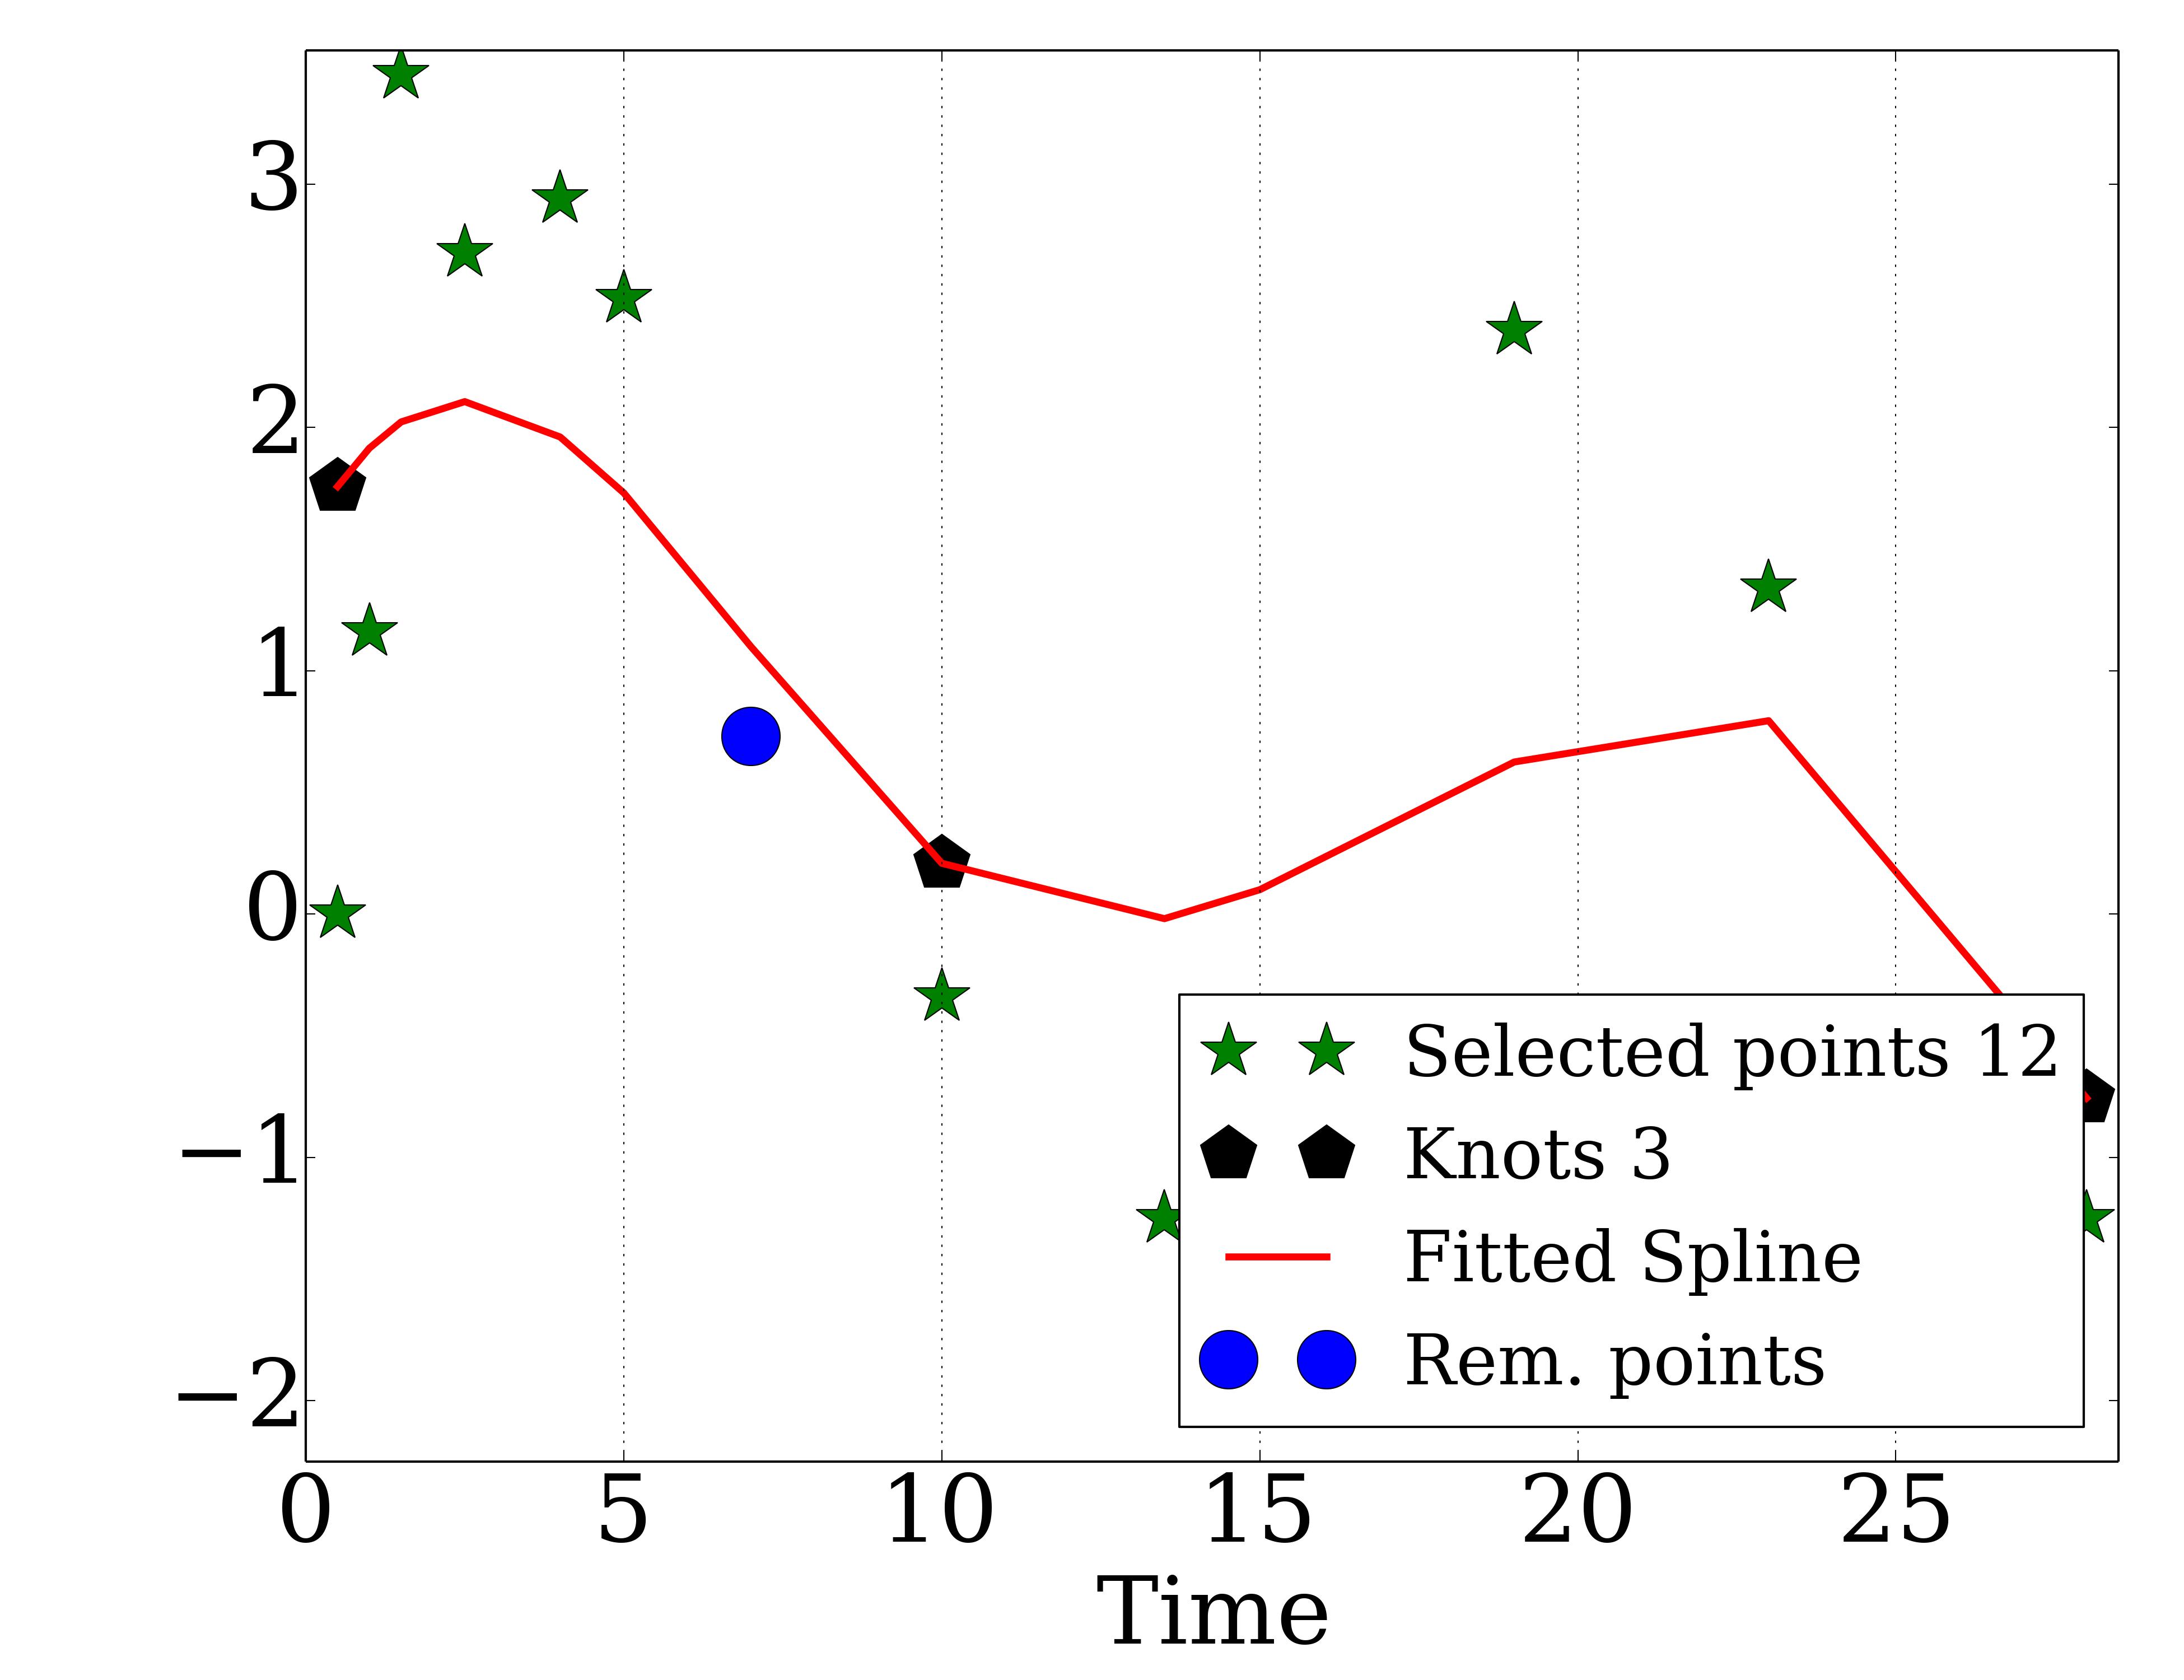 3
2
1
0
−1
−2
Selected points 12
Knots 3
Fitted Spline
Rem. points
0 5 10 15 20 25
Time